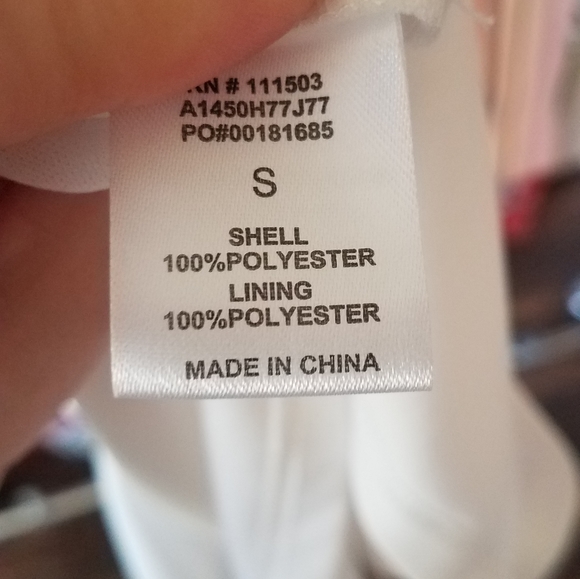 RN # 111503
A1450H77J77
PO#00181685
S
SHELL
100%POLYESTER
LINING
100%POLYESTER
MADE IN CHINA